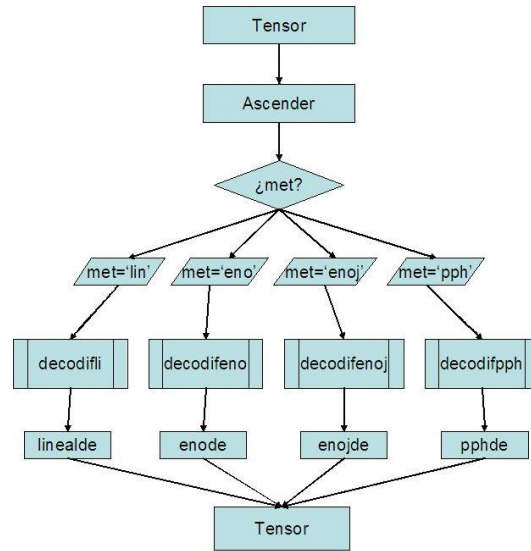 Tensor
Ascender
¿met?
met=‘lin’
met=‘eno’
met=‘enoj’
met=‘pph’
decodifli
decodifeno
decodifenoj
decodifpph
linealde
enode
enojde
pphde
Tensor